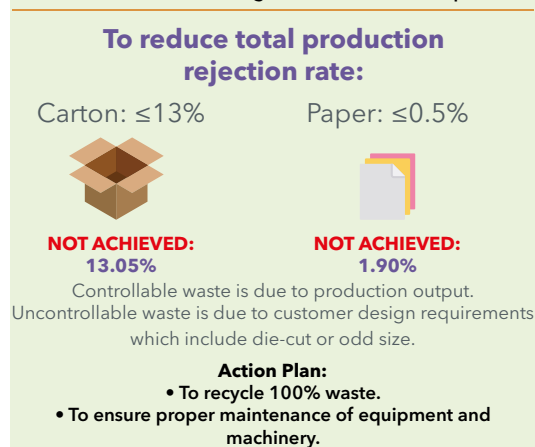 To reduce total production
rejection rate:
Carton: ≤13% Paper: ≤0.5%
NOT ACHIEVED: NOT ACHIEVED:
13.05% 1.90%
Controllable waste is due to production output.
Uncontrollable waste is due to customer design requirements
which include die-cut or odd size.
Action Plan:
• To recycle 100% waste.
• To ensure proper maintenance of equipment and
machinery.